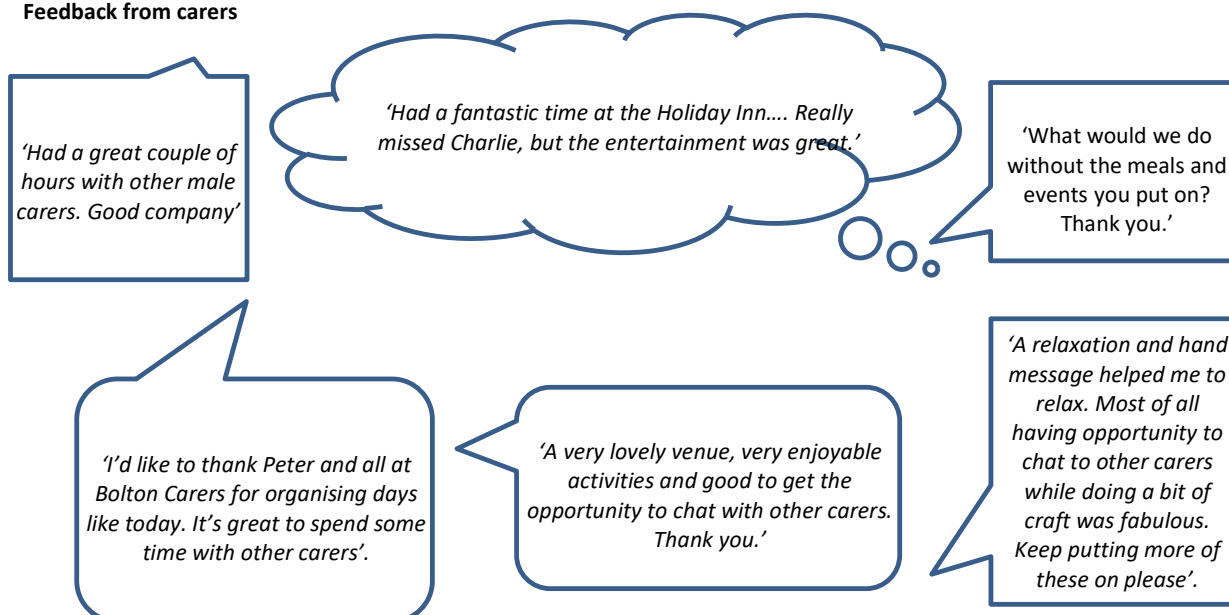 Feedback from carers
‘Had a great couple of
hours with other male
carers. Good company’
‘Had a fantastic time at the Holiday Inn…. Really
missed Charlie, but the entertainment was great.’
‘What would we do
without the meals and
events you put on?
Thank you.’
‘I’d like to thank Peter and all at
Bolton Carers for organising days
like today. It’s great to spend some
time with other carers’.
‘A very lovely venue, very enjoyable
activities and good to get the
opportunity to chat with other carers.
Thank you.’
‘A relaxation and hand
message helped me to
relax. Most of all
having opportunity to
chat to other carers
while doing a bit of
craft was fabulous.
Keep putting more of
these on please’.